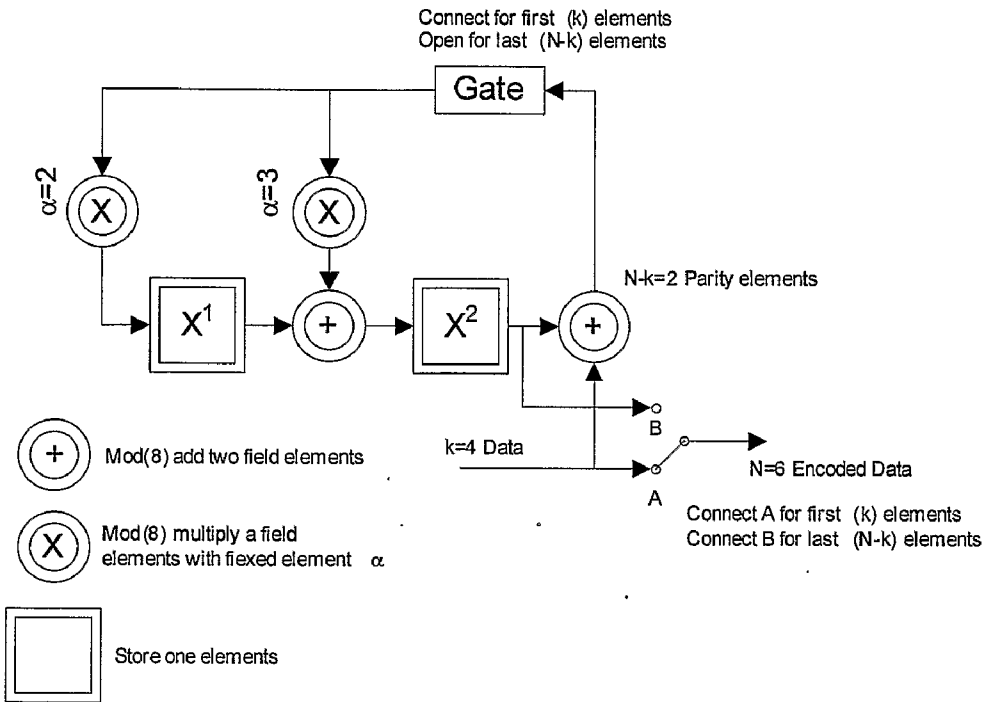 Connect for first (k) elements
Open for last (N-k) elements
Gate
α=2
X
α=3
X
N-k=2 Parity elements
X1
+
X2
+
B
k=4 Data
N=6 Encoded Data
A
Connect A for first (k) elements
Connect B for last (N-k) elements
+
Mod(8) add two field elements
X
Mod(8) multiply a field
elements with fiexed element α
Store one elements